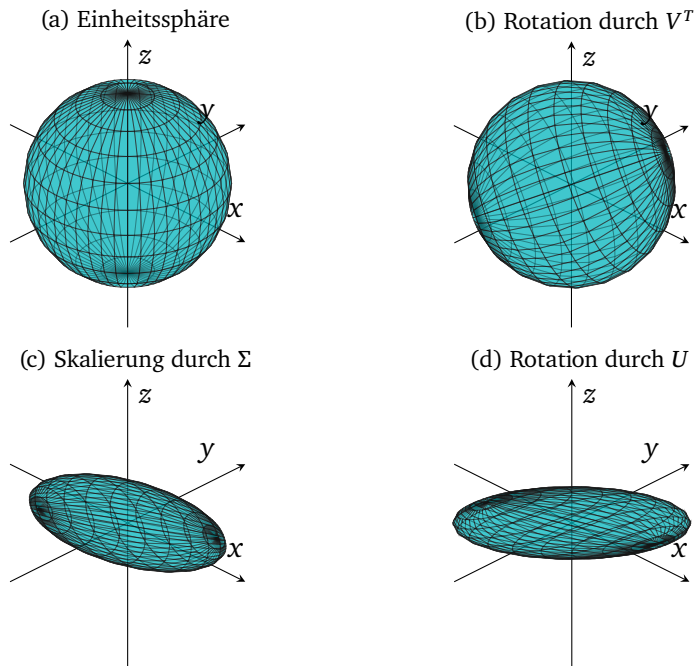 (a) Einheitssphäre
z
y
x
(b) Rotation durch V^T
z
y
x
(c) Skalierung durch Σ
z
y
x
(d) Rotation durch U
z
y
x